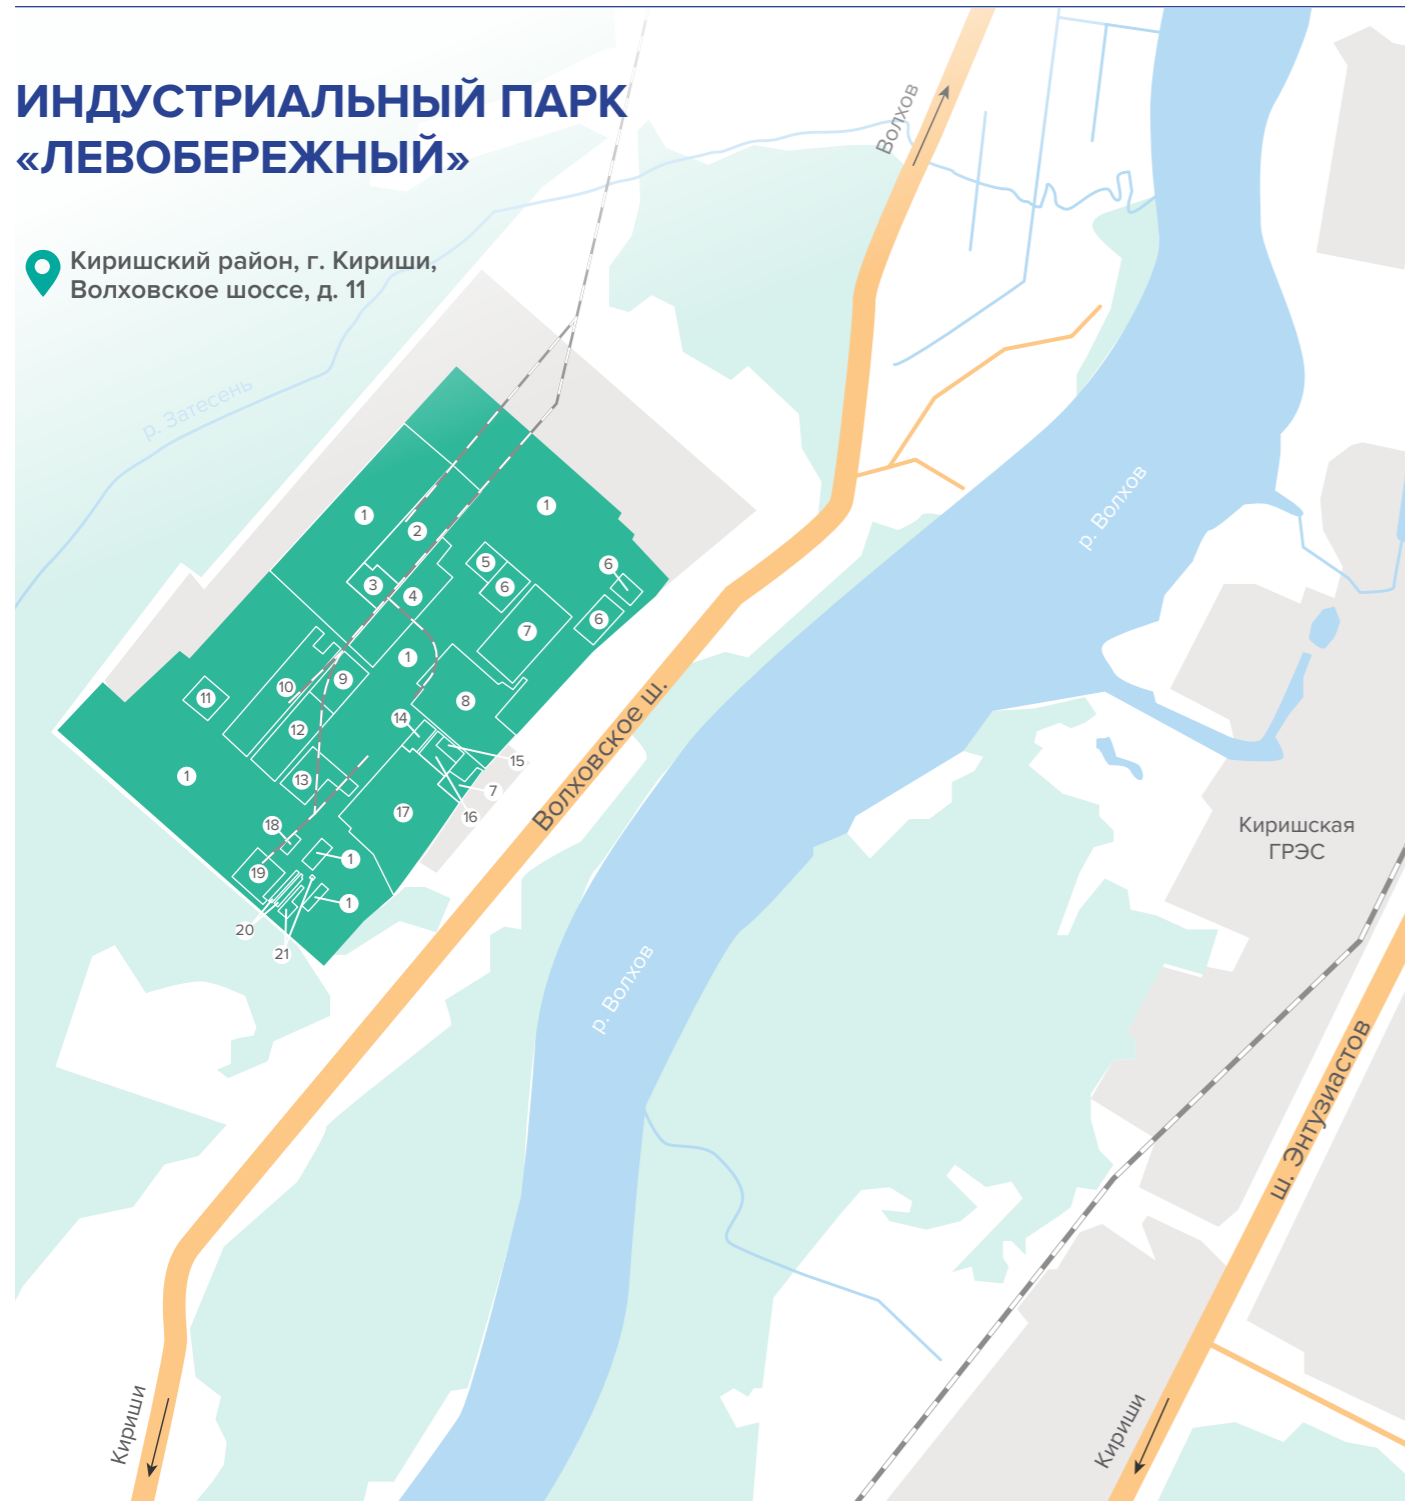 ИНДУСТРИАЛЬНЫЙ ПАРК
«ЛЕВОБЕРЕЖНЫЙ»
Волхов
Киришский район, г. Кириши,
Волховское шоссе, д. 11
р. Затесень
р. Волхов
1
1
2
5
6
6
3
4
6
7
1
9
10
11
8
14
12
15
1
13
7
17
16
18
1
19
1
20
21
Волховское ш.
Киришская
ГРЭС
р. Волхов
ш. Энтузиастов
Кириши
Кириши